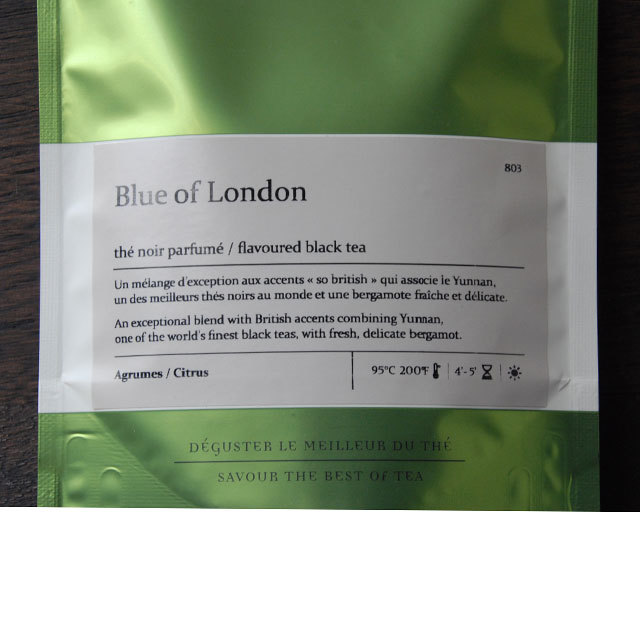 803
Blue of London
thé noir parfumé / flavoured black tea
Un mélange d'exception aux accents « so british » qui associe le Yunnan,
un des meilleurs thés noirs au monde et une bergamote fraîche et délicate.
An exceptional blend with British accents combining Yunnan,
one of the world's finest black teas, with fresh, delicate bergamot.
Agrumes / Citrus
95°C 200°F | 4'- 5' |
DÉGUSTER LE MEILLEUR DU THÉ
SAVOUR THE BEST OF TEA